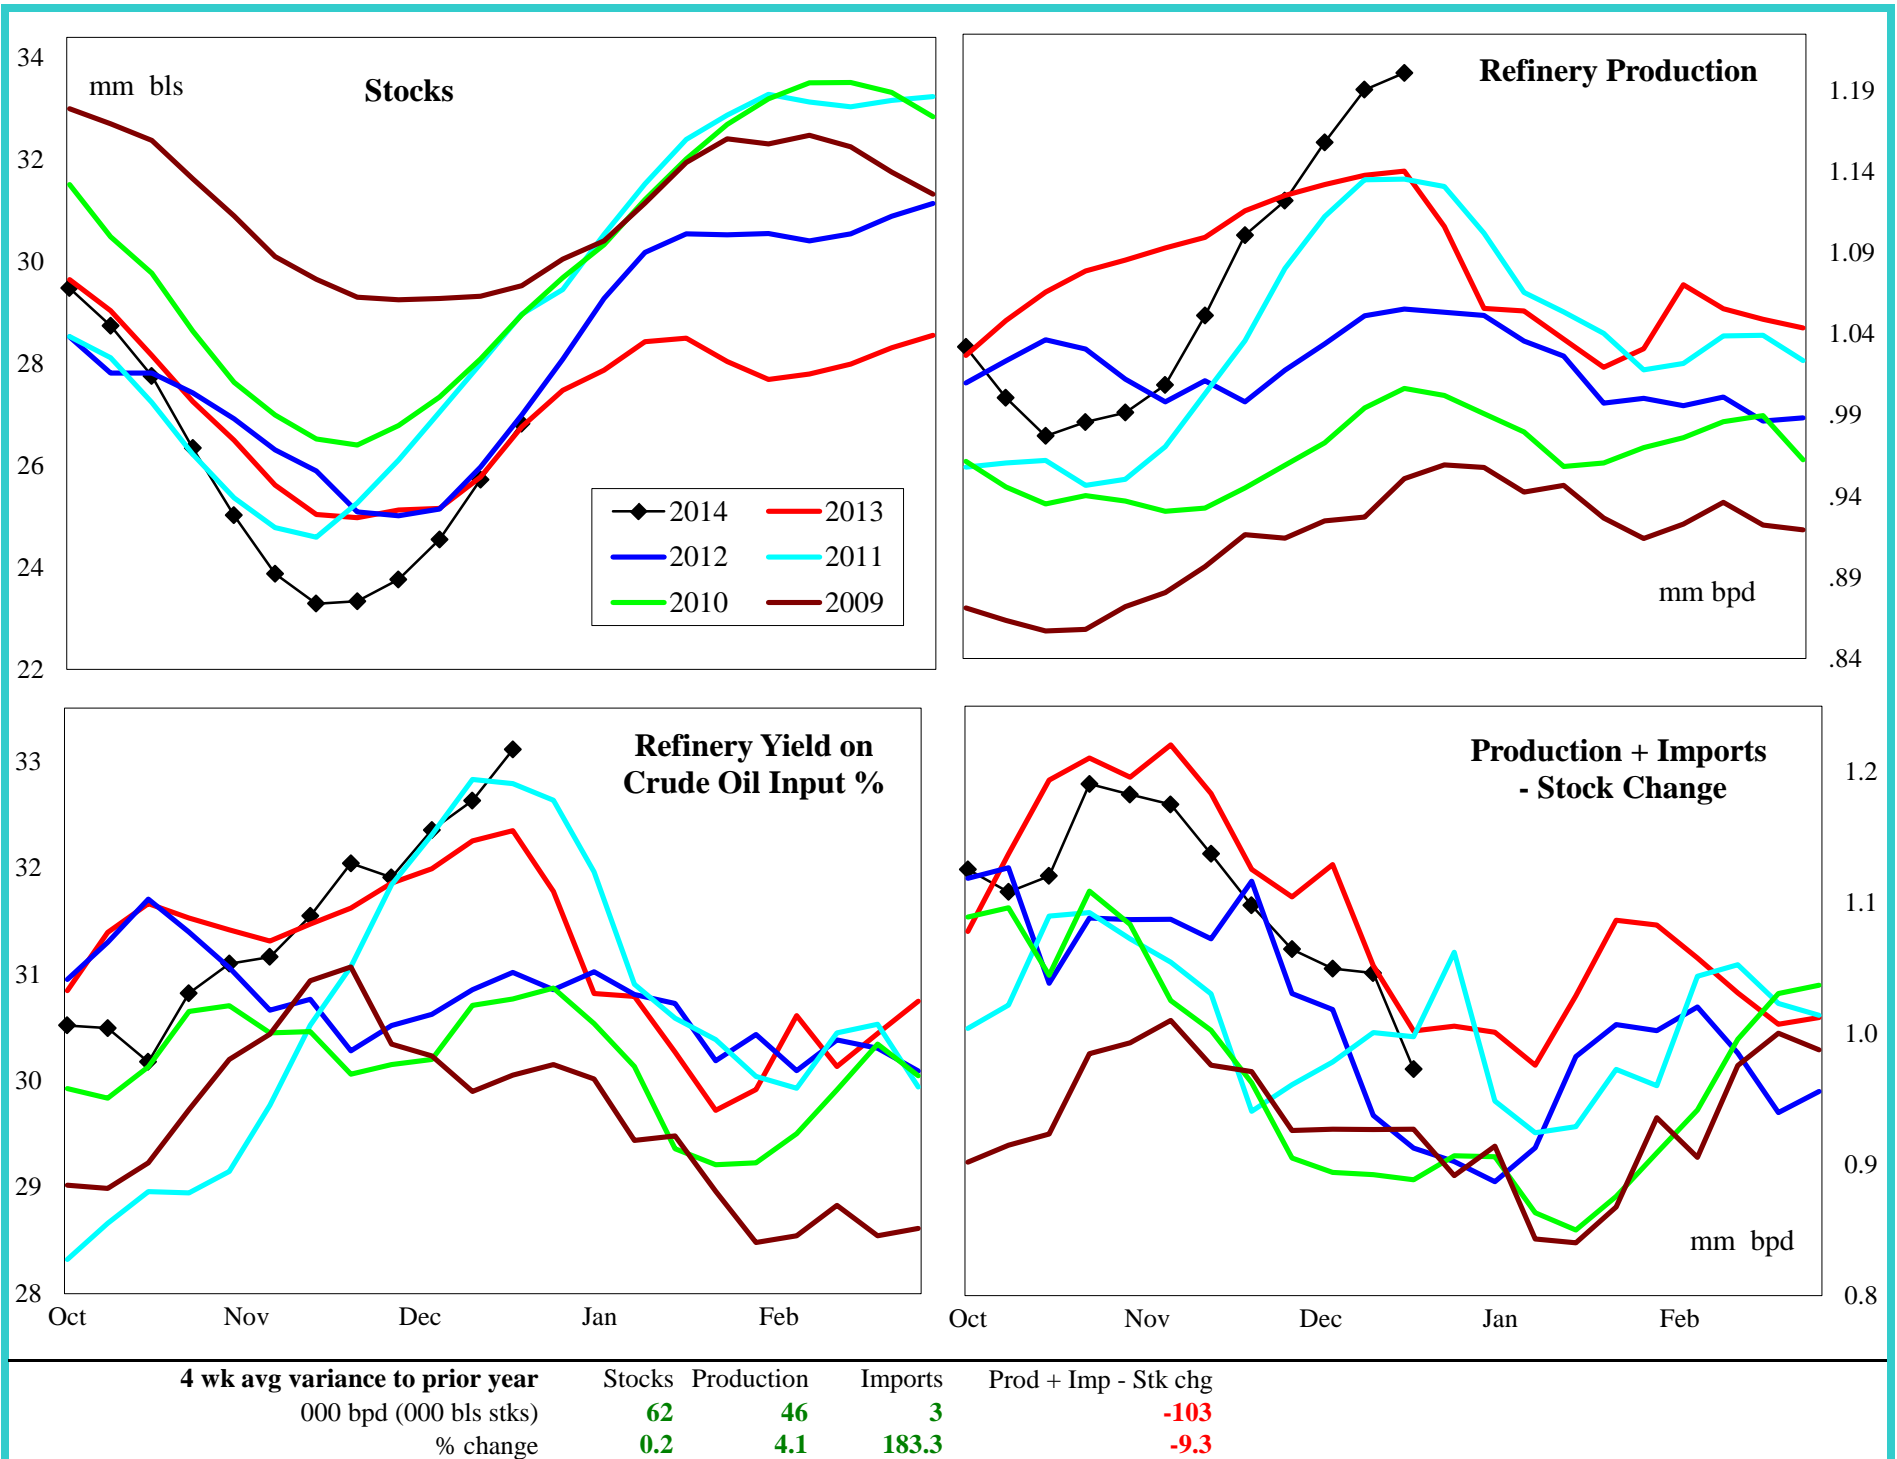 Stocks
mm  bls
34
32
30
28
26
24
22
2014
2013
2012
2011
2010
2009
Refinery Production
1.19
1.14
1.09
1.04
.99
.94
.89
.84
mm bpd
Refinery Yield on
Crude Oil Input %
33
32
31
30
29
28
Oct
Nov
Dec
Jan
Feb
Production + Imports
- Stock Change
1.2
1.1
1.0
0.9
0.8
mm  bpd
Oct
Nov
Dec
Jan
Feb
4 wk avg variance to prior year Stocks Production Imports Prod + Imp - Stk chg
000 bpd (000 bls stks) 62 46 3 -103
% change 0.2 4.1 183.3 -9.3